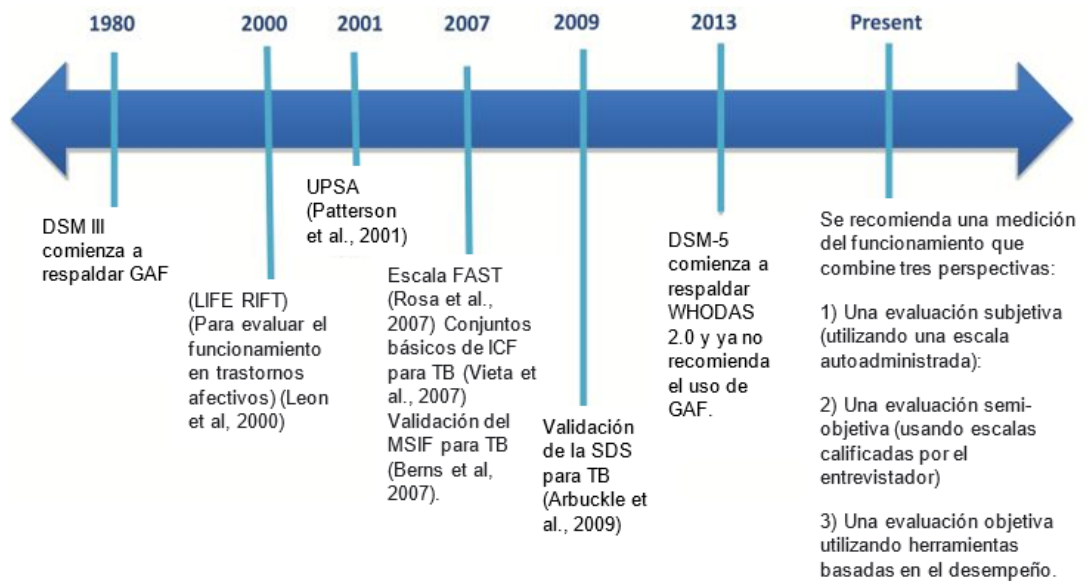 1980
2000
2001
2007
2009
2013
Present
DSM III
comienza a
respaldar GAF
(LIFE RIFT)
(Para evaluar el
funcionamiento
en trastornos
afectivos) (Leon
et al, 2000)
UPSA
(Patterson
et al., 2001)
Escala FAST
(Rosa et al.,
2007) Conjuntos
básicos de ICF
para TB (Vieta et
al., 2007)
Validación del
MSIF para TB
(Berns et al,
2007).
Validación
de la SDS
para TB
(Arbuckle et
al., 2009)
DSM-5
comienza a
respaldar
WHODAS
2.0 y ya no
recomienda
el uso de
GAF.
Se recomienda una medición
del funcionamiento que
combine tres perspectivas:
1) Una evaluación subjetiva
(utilizando una escala
autoadministrada):
2) Una evaluación semi-
objetiva (usando escalas
calificadas por el
entrevistador)
3) Una evaluación objetiva
utilizando herramientas
basadas en el desempeño.